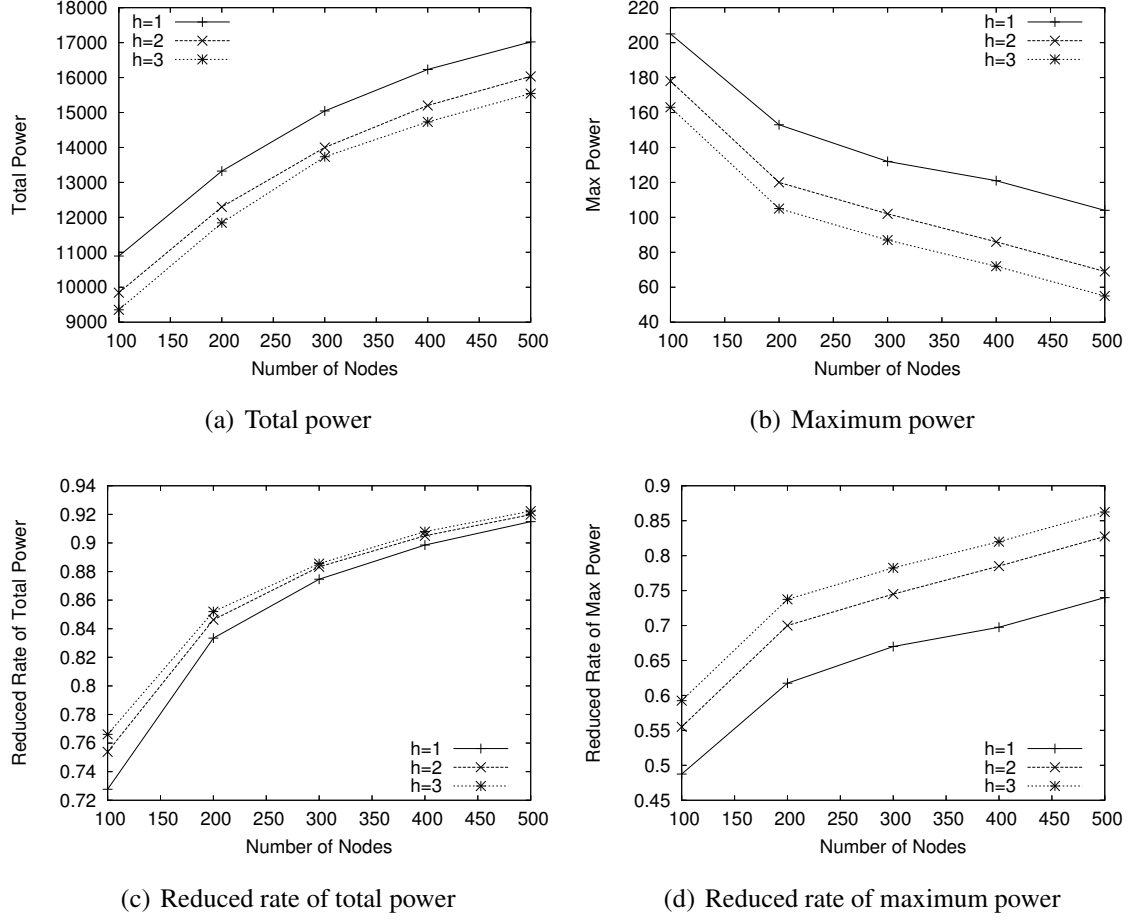 18000
17000
16000
15000
14000
13000
12000
11000
10000
9000
100 150 200 250 300 350 400 450 500
Total Power
Number of Nodes
h=1
h=2
h=3
(a) Total power
220
200
180
160
140
120
100
80
60
40
100 150 200 250 300 350 400 450 500
Max Power
Number of Nodes
h=1
h=2
h=3
(b) Maximum power
0.94
0.92
0.9
0.88
0.86
0.84
0.82
0.8
0.78
0.76
0.74
0.72
100 150 200 250 300 350 400 450 500
Reduced Rate of Total Power
Number of Nodes
h=1
h=2
h=3
(c) Reduced rate of total power
0.9
0.85
0.8
0.75
0.7
0.65
0.6
0.55
0.5
0.45
100 150 200 250 300 350 400 450 500
Reduced Rate of Max Power
Number of Nodes
h=1
h=2
h=3
(d) Reduced rate of maximum power